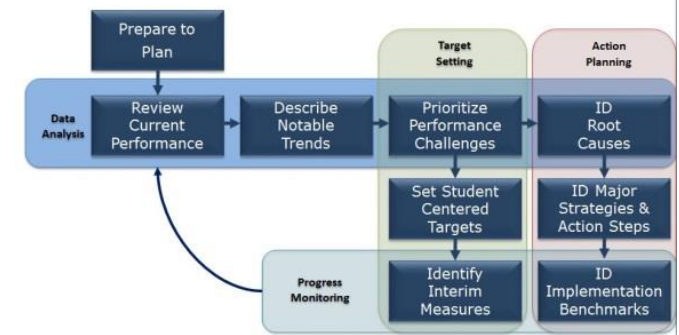 Prepare to
Plan
Target
Setting
Action
Planning
Data
Analysis
Review
Current
Performance
Describe
Notable
Trends
Prioritize
Performance
Challenges
ID
Root
Causes
Set Student
Centered
Targets
ID Major
Strategies &
Action Steps
Progress
Monitoring
Identify
Interim
Measures
ID
Implementation
Benchmarks